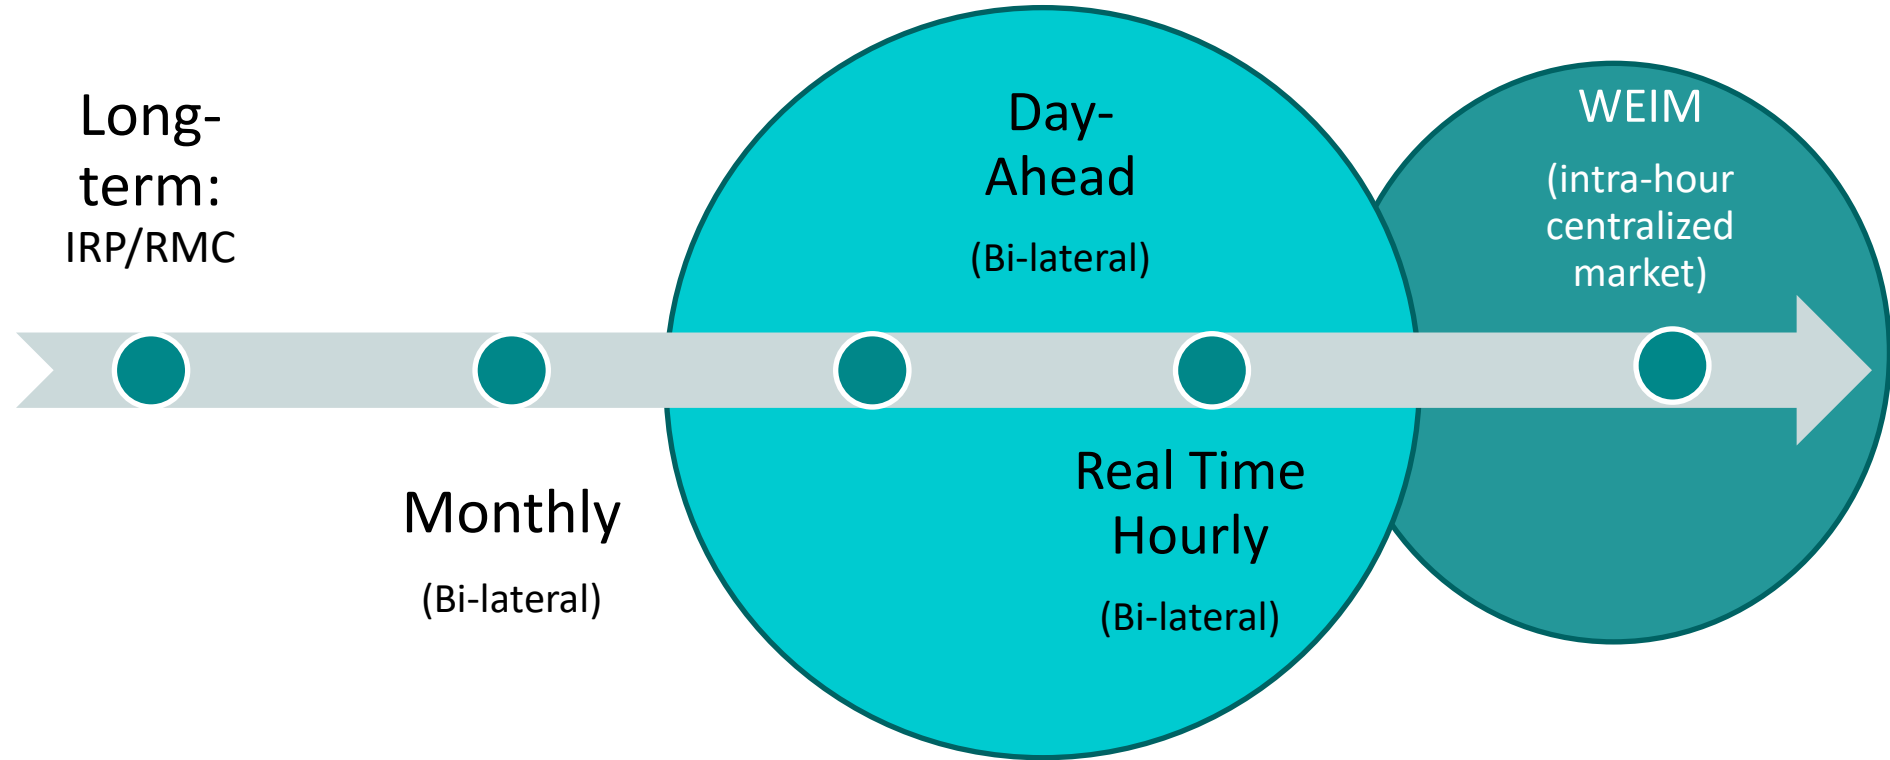 Long-
term:
IRP/RMC
Monthly
(Bi-lateral)
Day-
Ahead
(Bi-lateral)
Real Time
Hourly
(Bi-lateral)
WEIM
(intra-hour
centralized
market)